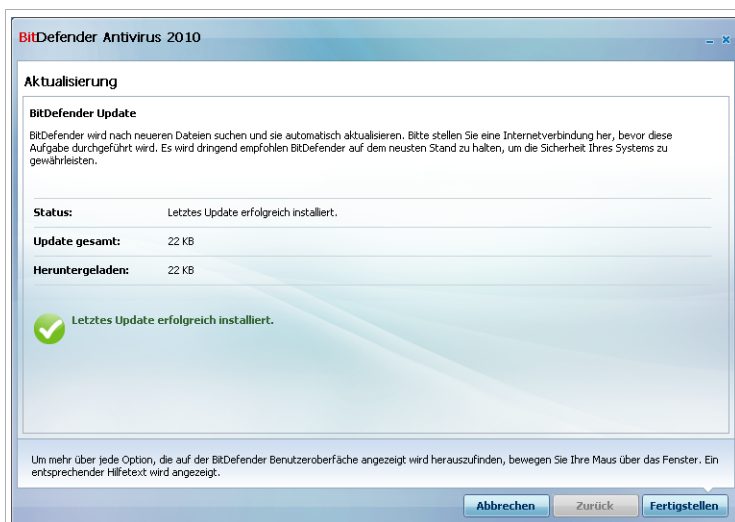 BitDefender Antivirus 2010
Aktualisierung
BitDefender Update
BitDefender wird nach neueren Dateien suchen und sie automatisch aktualisieren. Bitte stellen Sie eine Internetverbindung her, bevor diese
Aufgabe durchgeführt wird. Es wird dringend empfohlen BitDefender auf dem neusten Stand zu halten, um die Sicherheit Ihres Systems zu
gewährleisten.
Status: Letztes Update erfolgreich installiert.
Update gesamt: 22 KB
Heruntergeladen: 22 KB
Letztes Update erfolgreich installiert.
Um mehr über jede Option, die auf der BitDefender Benutzeroberfäche angezeigt wird herauszufinden, bewegen Sie Ihre Maus über das Fenster. Ein
entsprechender Hilfetext wird angezeigt.
Abbrechen Zurück Fertigstellen